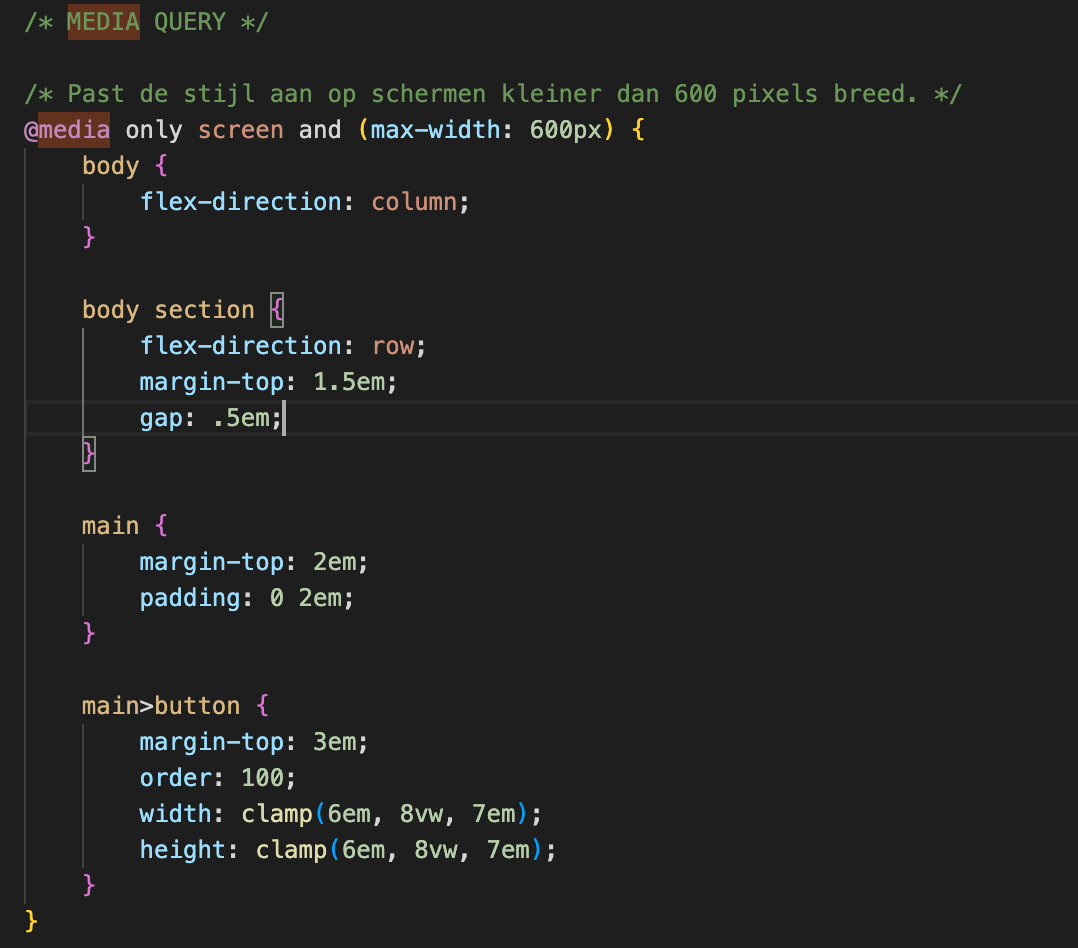 /* MEDIA QUERY */
/* Past de stijl aan op schermen kleiner dan 600 pixels breed. */
@media only screen and (max-width: 600px) {
body {
flex-direction: column;
}
body section {
flex-direction: row;
margin-top: 1.5em;
gap: .5em;
}
main {
margin-top: 2em;
padding: 0 2em;
}
main>button {
margin-top: 3em;
order: 100;
width: clamp(6em, 8vw, 7em);
height: clamp(6em, 8vw, 7em);
}
}